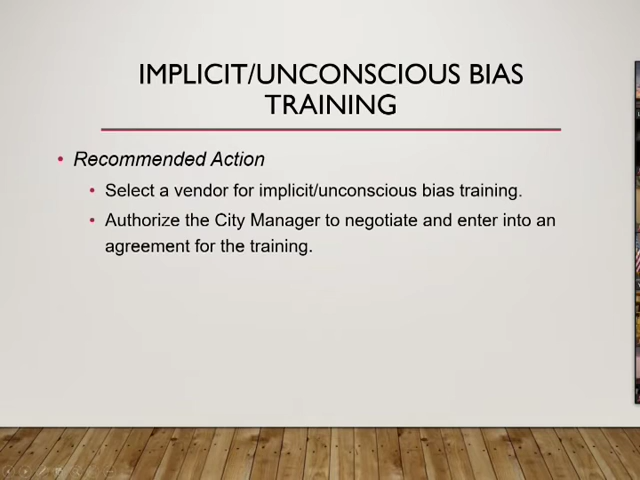 IMPLICIT/UNCONSCIOUS BIAS
TRAINING
• Recommended Action
• Select a vendor for implicit/unconscious bias training.
• Authorize the City Manager to negotiate and enter into an
agreement for the training.